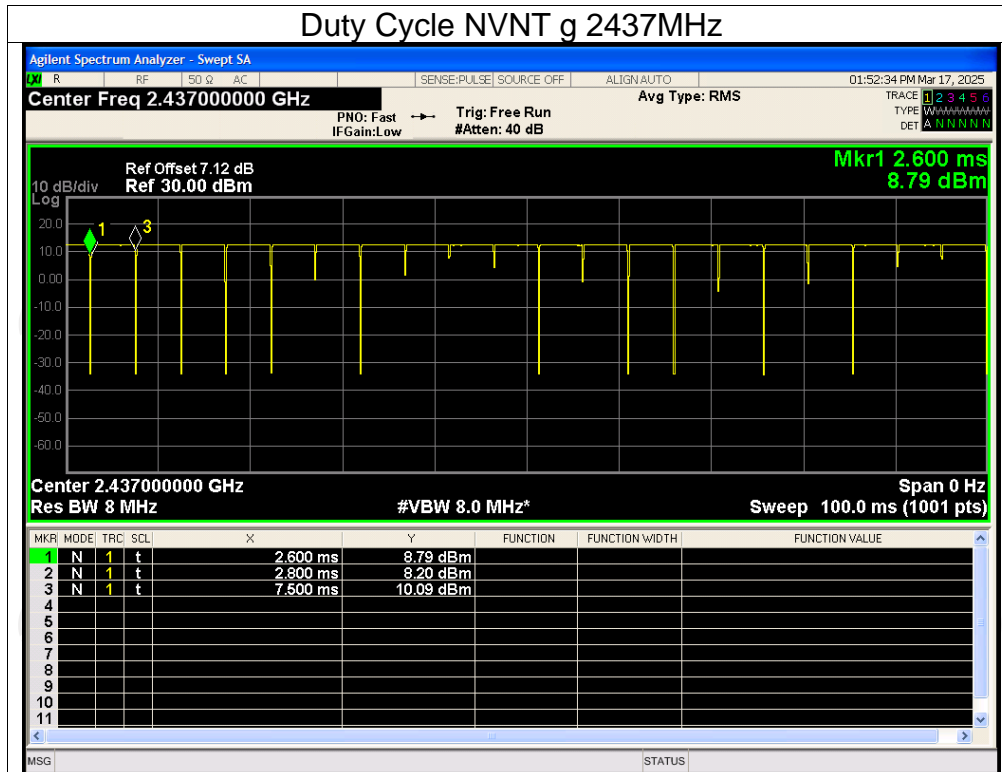 Duty Cycle NVNT g 2437MHz
Agilent Spectrum Analyzer - Swept SA
LXI R RF 50 Ω AC SENSE:PULSE SOURCE OFF ALIGN AUTO 01:52:34 PM Mar 17, 2025
Center Freq 2.437000000 GHz Avg Type: RMS TRACE 1 2 3 4 5 6
PNO: Fast Trig: Free Run TYPE WWWWWW
IFGain:Low #Atten: 40 dB DET A N N N N N
Mkr1 2.600 ms
8.79 dBm
Ref Offset 7.12 dB
10 dB/div Ref 30.00 dBm
Log
20.0
10.0
0.00
-10.0
-20.0
-30.0
-40.0
-50.0
-60.0
1
3
Center 2.437000000 GHz Span 0 Hz
Res BW 8 MHz #VBW 8.0 MHz* Sweep 100.0 ms (1001 pts)
MKR MODE TRC SCL X Y FUNCTION FUNCTION WIDTH FUNCTION VALUE
1 N 1 t 2.600 ms 8.79 dBm
2 N 1 t 2.800 ms 8.20 dBm
3 N 1 t 7.500 ms 10.09 dBm
4
5
6
7
8
9
10
11
MSG STATUS